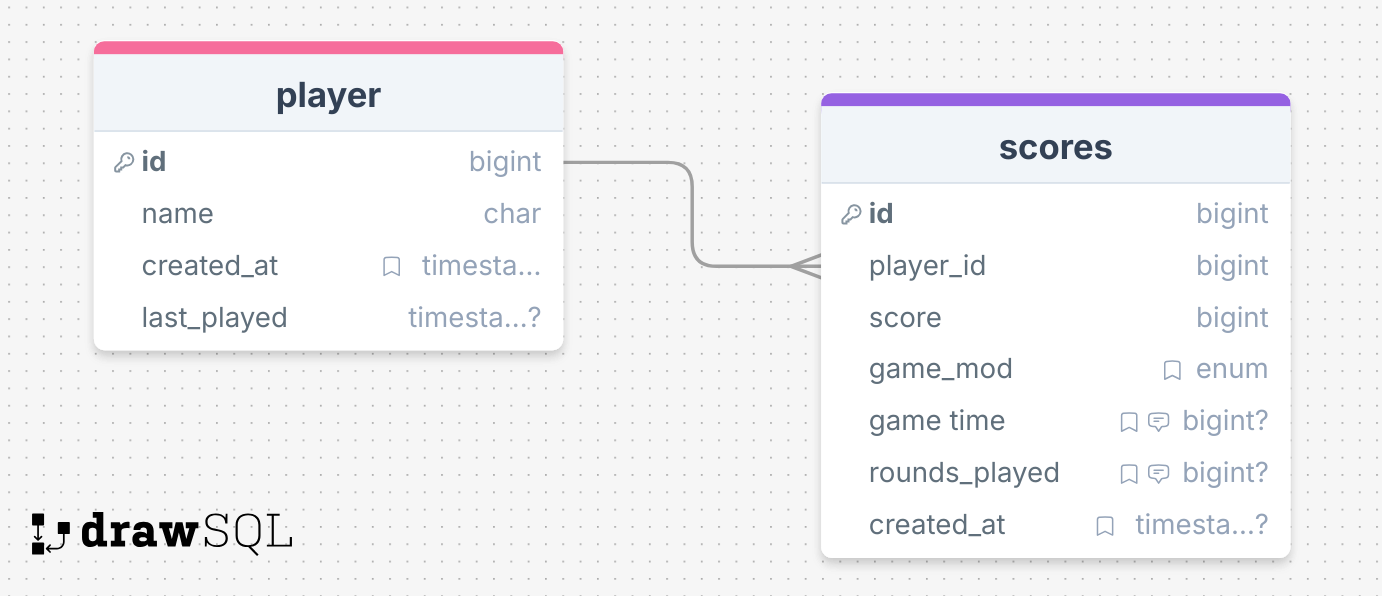 player
id bigint
name char
created_at timesta...
last_played timesta...?
scores
id bigint
player_id bigint
score bigint
game_mod enum
game time bigint?
rounds_played bigint?
created_at timesta...?
drawSQL